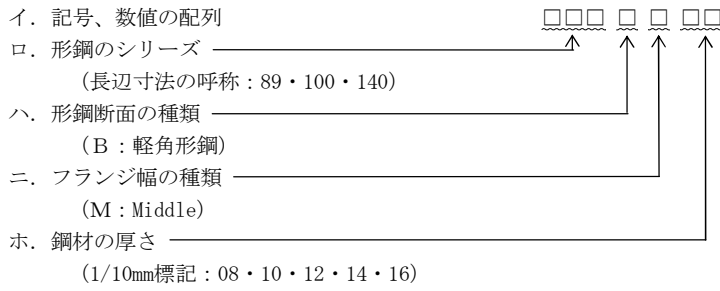 イ. 記号、数値の配列 □□□ □ □ □□
ロ. 形鋼のシリーズ
(長辺寸法の呼称:89・100・140)
ハ. 形鋼断面の種類
(B:軽角形鋼)
ニ. フランジ幅の種類
(M:Middle)
ホ. 鋼材の厚さ
(1/10mm標記:08・10・12・14・16)